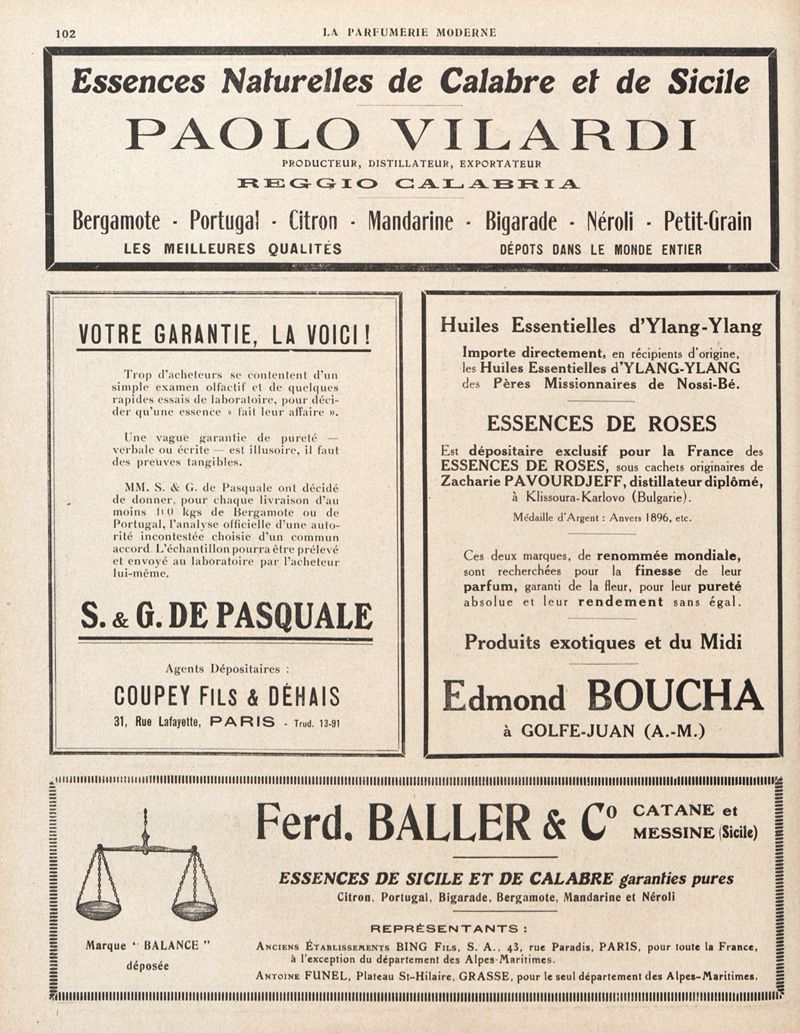 102
LA PARFUMERIE MODERNE
Essences Naturelles de Calabre et de Sicile
PAOLO VILARDI
PRODUCTEUR, DISTILLATEUR, EXPORTATEUR
REGGIO CALABRIA
Bergamote - Portugal - Citron - Mandarine - Bigarade - Néroli - Petit-Grain
LES MEILLEURES QUALITÉS
DÉPOTS DANS LE MONDE ENTIER
VOTRE GARANTIE, LA VOICI !
Trop d'acheteurs se contentent d'un
simple examen olfactif et de quelques
rapides essais de laboratoire, pour déci-
der qu'une essence « fait leur affaire ».
Une vague garantie de pureté —
verbale ou écrite — est illusoire, il faut
des preuves tangibles.
MM. S. & G. de Pasquale ont décidé
de donner, pour chaque livraison d'au
moins 100 kgs de Bergamote ou de
Portugal, l'analyse officielle d'une auto-
rité incontestée choisie d'un commun
accord. L'échantillon pourra être prélevé
et envoyé au laboratoire par l'acheteur
lui-même.
S. & G. DE PASQUALE
Agents Dépositaires :
COUPEY FILS & DÉHAIS
31, Rue Lafayette, PARIS - Trud. 13-91
Huiles Essentielles d'Ylang-Ylang
Importe directement, en récipients d'origine,
les Huiles Essentielles d'YLANG-YLANG
des Pères Missionnaires de Nossi-Bé.
ESSENCES DE ROSES
Est dépositaire exclusif pour la France des
ESSENCES DE ROSES, sous cachets originaires de
Zacharie PAVOURDJEFF, distillateur diplômé,
à Klissoura-Karlovo (Bulgarie).
Médaille d'Argent : Anvers 1896, etc.
Ces deux marques, de renommée mondiale,
sont recherchées pour la finesse de leur
parfum, garanti de la fleur, pour leur pureté
absolue et leur rendement sans égal.
Produits exotiques et du Midi
Edmond BOUCHA
à GOLFE-JUAN (A.-M.)
Ferd. BALLER & Cº CATANE et
MESSINE (Sicile)
ESSENCES DE SICILE ET DE CALABRE garanties pures
Citron, Portugal, Bigarade, Bergamote, Mandarine et Néroli
REPRÉSENTANTS :
ANCIENS ÉTABLISSEMENTS BING FILS, S. A., 43, rue Paradis, PARIS, pour toute la France,
à l'exception du département des Alpes-Maritimes.
ANTOINE FUNEL, Plateau St-Hilaire, GRASSE, pour le seul département des Alpes-Maritimes.
Marque " BALANCE "
déposée